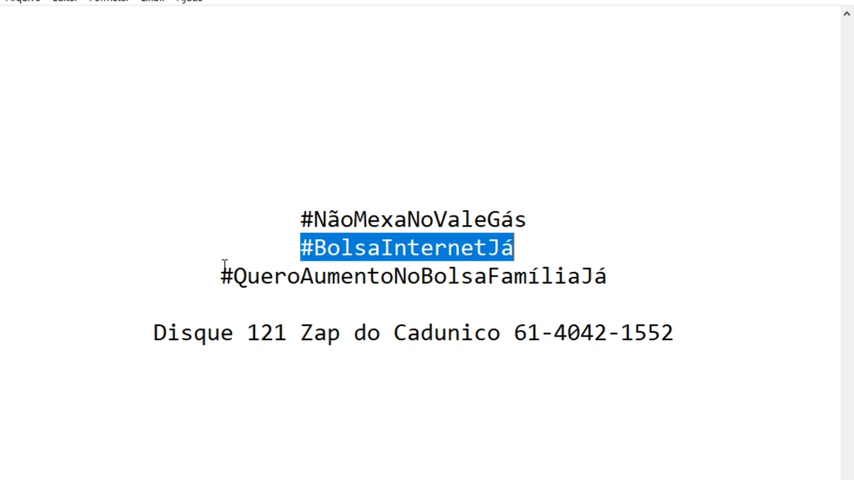 #NãoMexaNoValeGás
#BolsaInternetJá
#QueroAumentoNoBolsaFamíliaJá
Disque 121 Zap do Cadunico 61-4042-1552